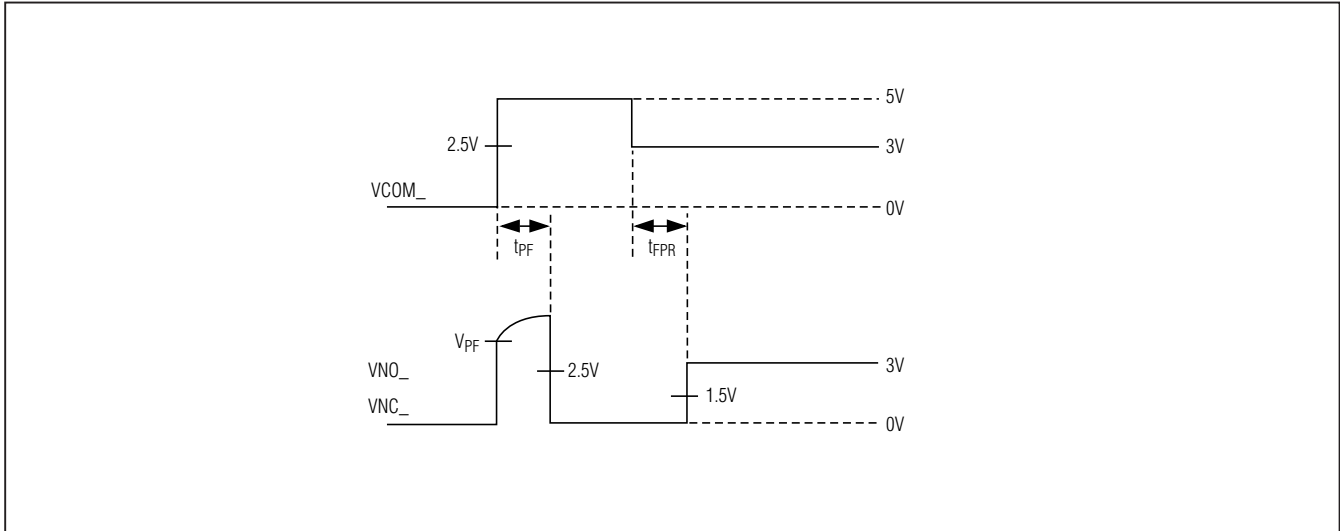 5V
2.5V
3V
VCOM_
0V
tPF
tFPR
VPF
VNO_
2.5V
3V
VNC_
1.5V
0V